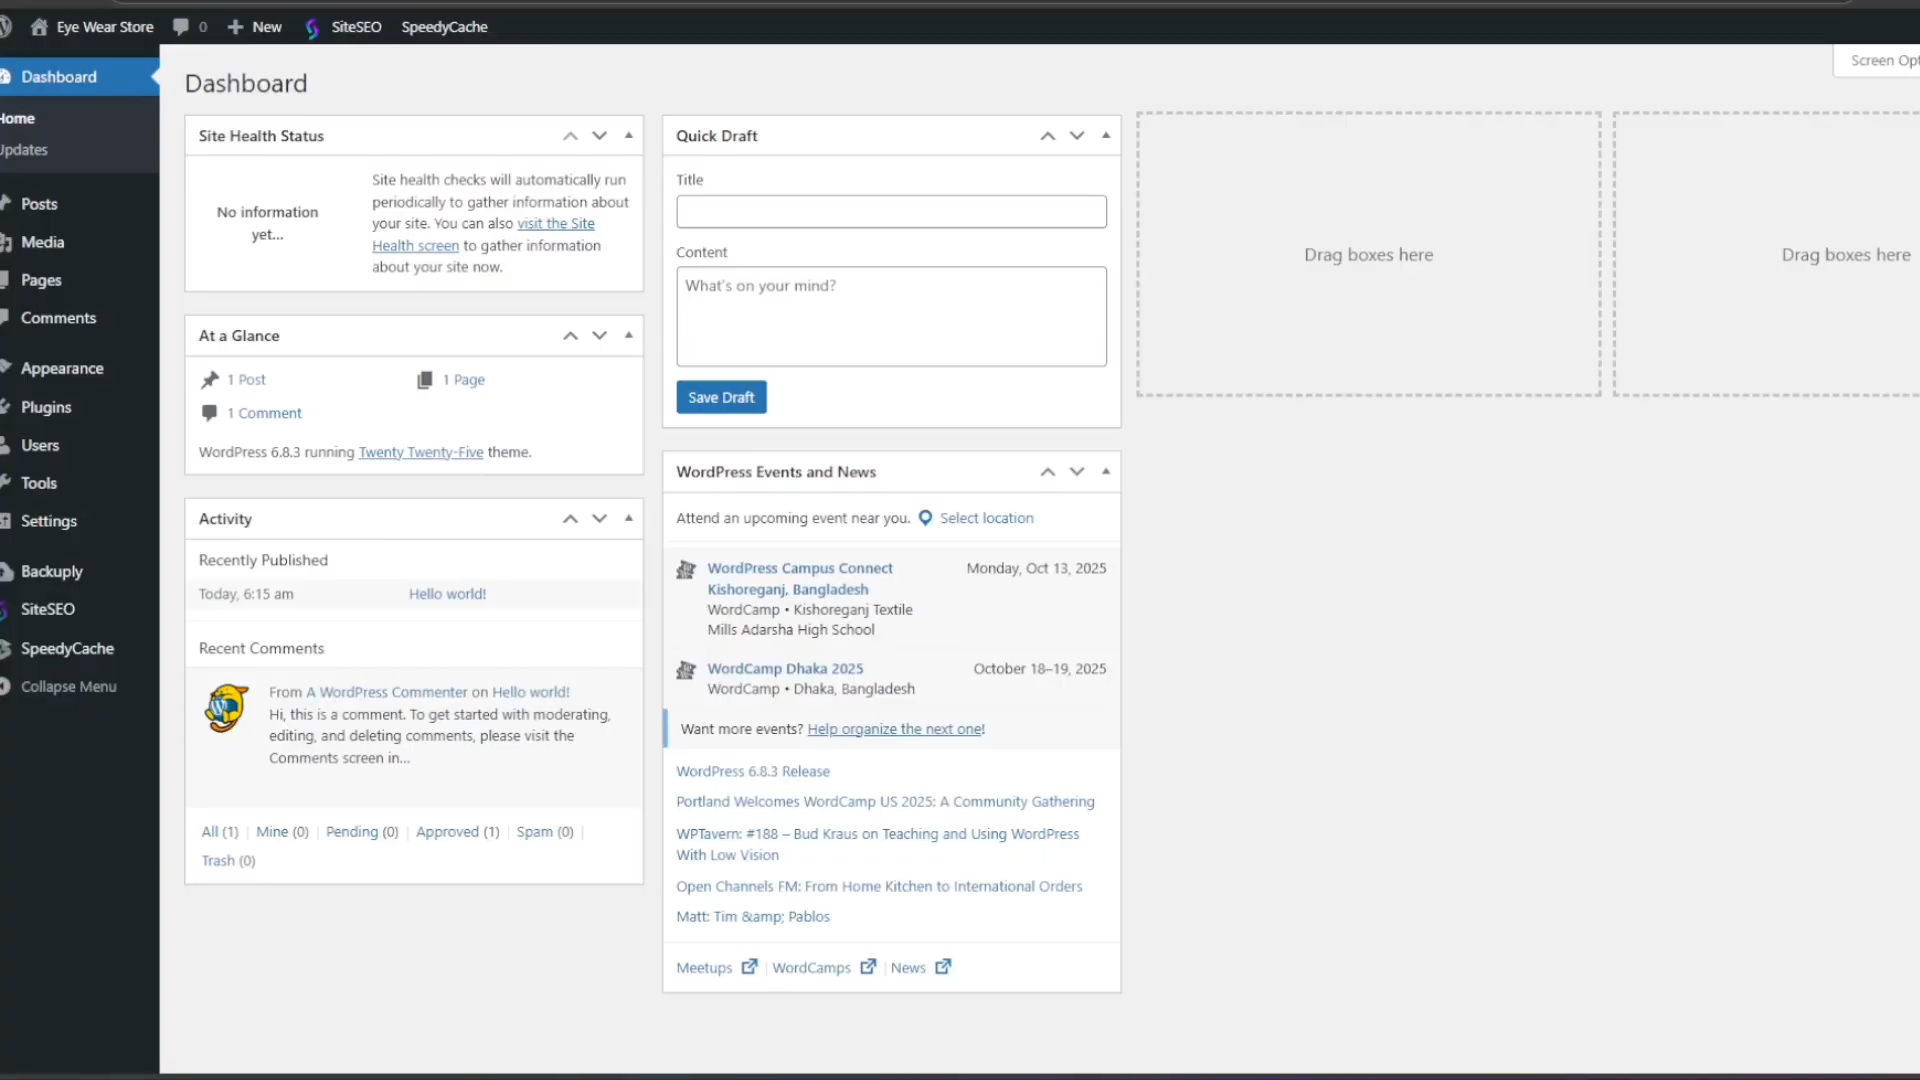 Eye Wear Store 0 New SiteSEO SpeedyCache
Dashboard
Home
Updates
Posts
Media
Pages
Comments
Appearance
Plugins
Users
Tools
Settings
Backuply
SiteSEO
SpeedyCache
Collapse Menu
Screen Opt
Dashboard
Site Health Status
No information
yet...
Site health checks will automatically run
periodically to gather information about
your site. You can also visit the Site
Health screen to gather information
about your site now.
At a Glance
1 Post
1 Page
1 Comment
WordPress 6.8.3 running Twenty Twenty-Five theme.
Activity
Recently Published
Today, 6:15 am Hello world!
Recent Comments
From A WordPress Commenter on Hello world!
Hi, this is a comment. To get started with moderating,
editing, and deleting comments, please visit the
Comments screen in...
All (1) | Mine (0) | Pending (0) | Approved (1) | Spam (0) |
Trash (0)
Quick Draft
Title
Content
What's on your mind?
Save Draft
WordPress Events and News
Attend an upcoming event near you. Select location
WordPress Campus Connect
Kishoreganj, Bangladesh
WordCamp • Kishoreganj Textile
Mills Adarsha High School
Monday, Oct 13, 2025
WordCamp Dhaka 2025
WordCamp • Dhaka, Bangladesh
October 18–19, 2025
Want more events? Help organize the next one!
WordPress 6.8.3 Release
Portland Welcomes WordCamp US 2025: A Community Gathering
WPTavern: #188 – Bud Kraus on Teaching and Using WordPress
With Low Vision
Open Channels FM: From Home Kitchen to International Orders
Matt: Tim &amp; Pablos
Meetups | WordCamps | News
Drag boxes here
Drag boxes here